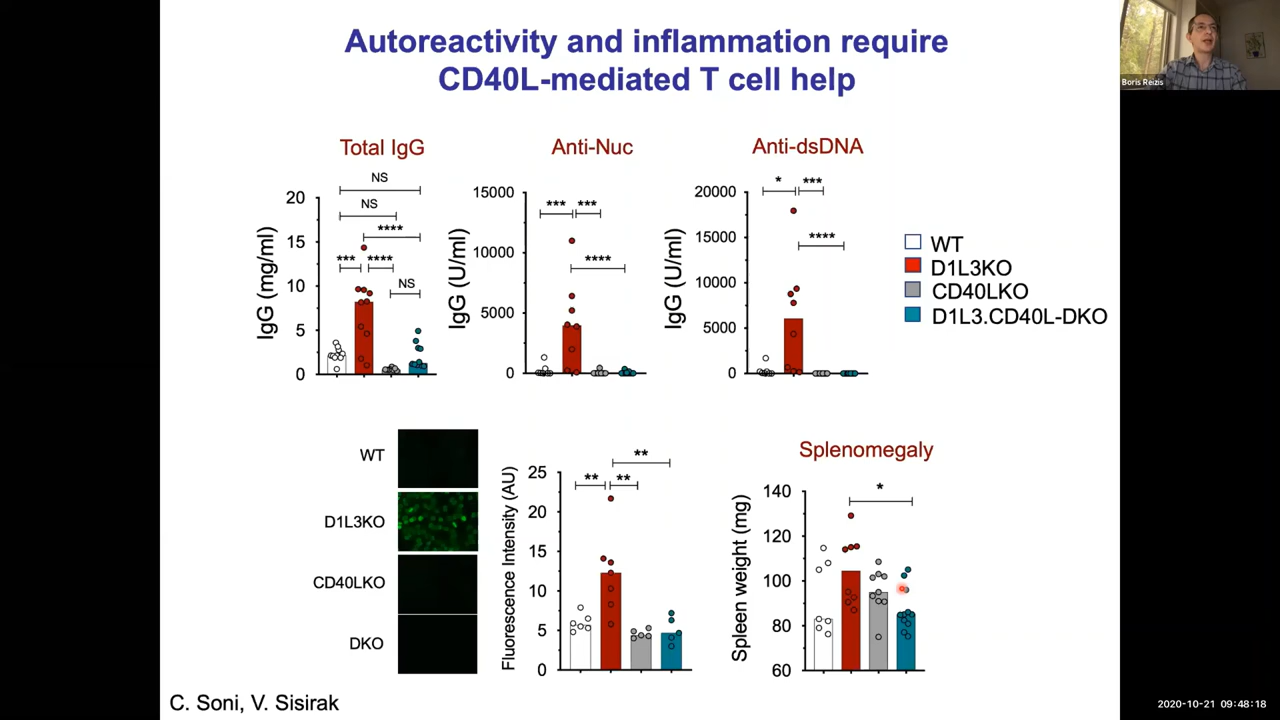 Autoreactivity and inflammation require
CD40L-mediated T cell help
Boris Reizis
Total IgG
NS
NS
****
***
****
NS
IgG (mg/ml)
20
15
10
5
0
Anti-Nuc
***
***
****
IgG (U/ml)
15000
10000
5000
0
Anti-dsDNA
*
***
****
IgG (U/ml)
20000
15000
10000
5000
0
WT
D1L3KO
CD40LKO
D1L3.CD40L-DKO
WT
D1L3KO
CD40LKO
DKO
**
**
**
Fluorescence Intensity (AU)
25
20
15
10
5
0
Splenomegaly
*
Spleen weight (mg)
140
120
100
80
60
C. Soni, V. Sisirak
2020-10-21 09:48:18